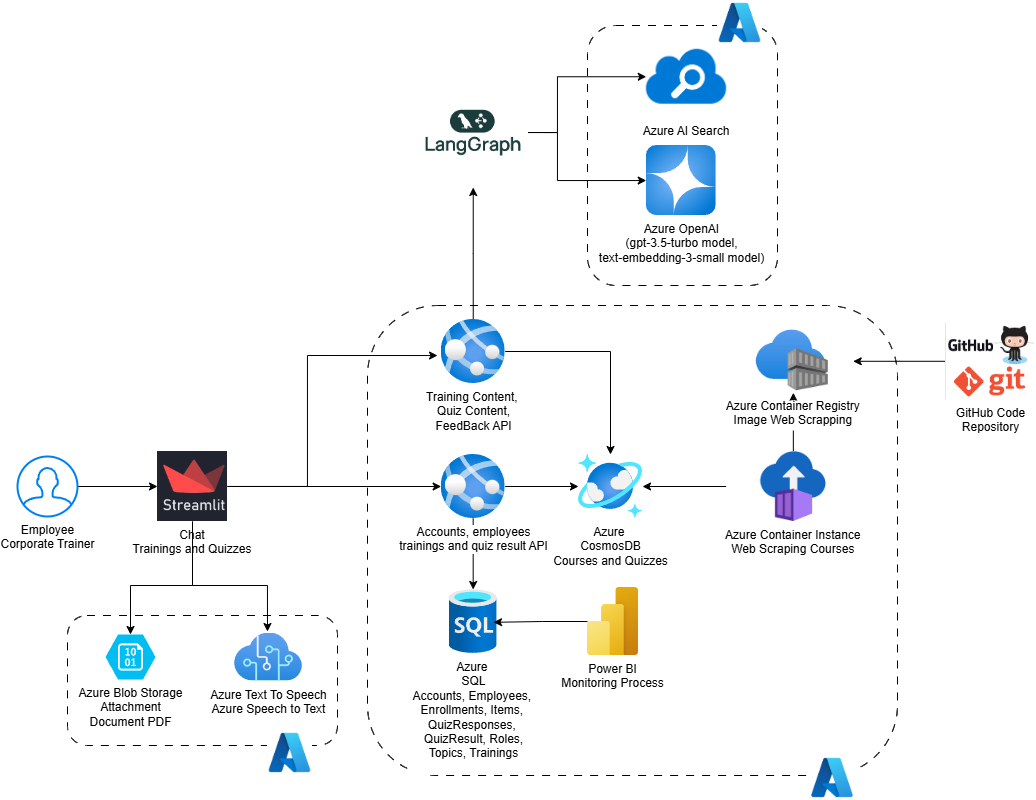 Azure AI Search
LangGraph
Azure OpenAI
(gpt-3.5-turbo model,
text-embedding-3-small model)
GitHub
git
GitHub Code
Repository
Training Content,
Quiz Content,
FeedBack API
Azure Container Registry
Image Web Scrapping
Employee
Corporate Trainer
Streamlit
Chat
Trainings and Quizzes
Accounts, employees
trainings and quiz result API
Azure
CosmosDB
Courses and Quizzes
Azure Container Instance
Web Scraping Courses
10
01
Azure Blob Storage
Attachment
Document PDF
Azure Text To Speech
Azure Speech to Text
SQL
Azure
SQL
Accounts, Employees,
Enrollments, Items,
QuizResponses,
QuizResult, Roles,
Topics, Trainings
Power BI
Monitoring Process